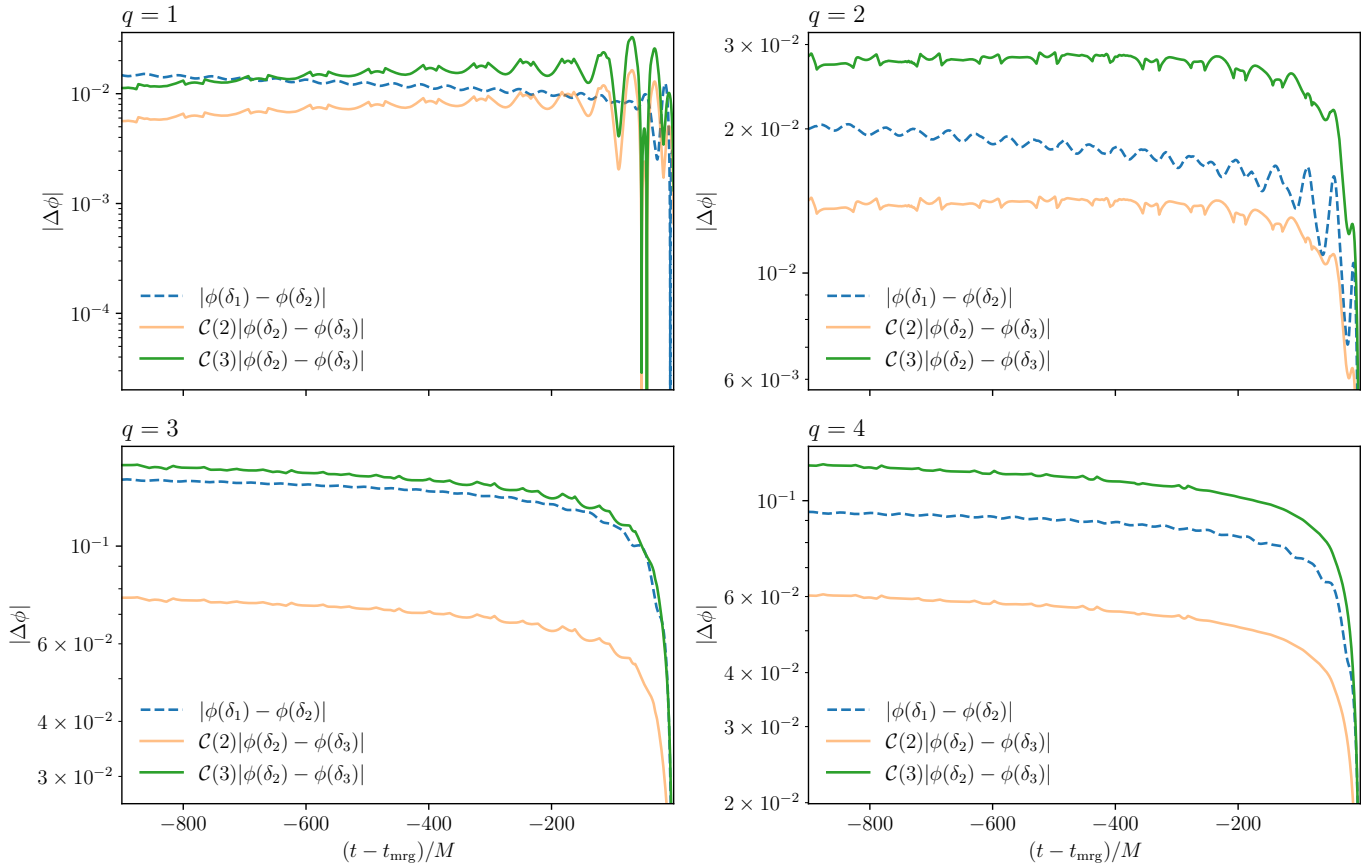 q = 1
10⁻²
10⁻³
10⁻⁴
|Δϕ|
|ϕ(δ₁) − ϕ(δ₂)|
𝒞(2)|ϕ(δ₂) − ϕ(δ₃)|
𝒞(3)|ϕ(δ₂) − ϕ(δ₂)|
q = 2
3 × 10⁻²
2 × 10⁻²
10⁻²
6 × 10⁻³
|Δϕ|
|ϕ(δ₁) − ϕ(δ₂)|
𝒞(2)|ϕ(δ₂) − ϕ(δ₃)|
𝒞(3)|ϕ(δ₂) − ϕ(δ₂)|
q = 3
10⁻¹
6 × 10⁻²
4 × 10⁻²
3 × 10⁻²
|Δϕ|
|ϕ(δ₁) − ϕ(δ₂)|
𝒞(2)|ϕ(δ₂) − ϕ(δ₃)|
𝒞(3)|ϕ(δ₂) − ϕ(δ₃)|
−800 −600 −400 −200
(t − tₘᵣg)/M
q = 4
10⁻¹
6 × 10⁻²
4 × 10⁻²
3 × 10⁻²
2 × 10⁻²
|Δϕ|
|ϕ(δ₁) − ϕ(δ₂)|
𝒞(2)|ϕ(δ₂) − ϕ(δ₃)|
𝒞(3)|ϕ(δ₂) − ϕ(δ₃)|
−800 −600 −400 −200
(t − tₘᵣg)/M